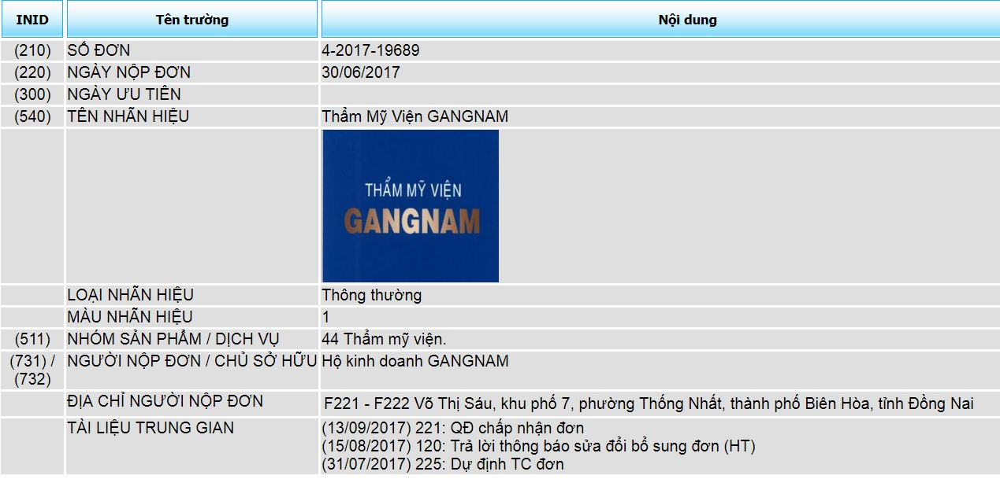 INID Tên trường Nội dung
(210) SỐ ĐƠN 4-2017-19689
(220) NGÀY NỘP ĐƠN 30/06/2017
(300) NGÀY ƯU TIÊN
(540) TÊN NHÃN HIỆU Thẩm Mỹ Viện GANGNAM
THẨM MỸ VIỆN
GANGNAM
LOẠI NHÃN HIỆU Thông thường
MÀU NHÃN HIỆU 1
(511) NHÓM SẢN PHẨM / DỊCH VỤ 44 Thẩm mỹ viện.
(731) / NGƯỜI NỘP ĐƠN / CHỦ SỞ HỮU Hộ kinh doanh GANGNAM
(732)
ĐỊA CHỈ NGƯỜI NỘP ĐƠN F221 - F222 Võ Thị Sáu, khu phố 7, phường Thống Nhất, thành phố Biên Hòa, tỉnh Đồng Nai
TÀI LIỆU TRUNG GIAN (13/09/2017) 221: QĐ chấp nhận đơn
(15/08/2017) 120: Trả lời thông báo sửa đổi bổ sung đơn (HT)
(31/07/2017) 225: Dự định TC đơn